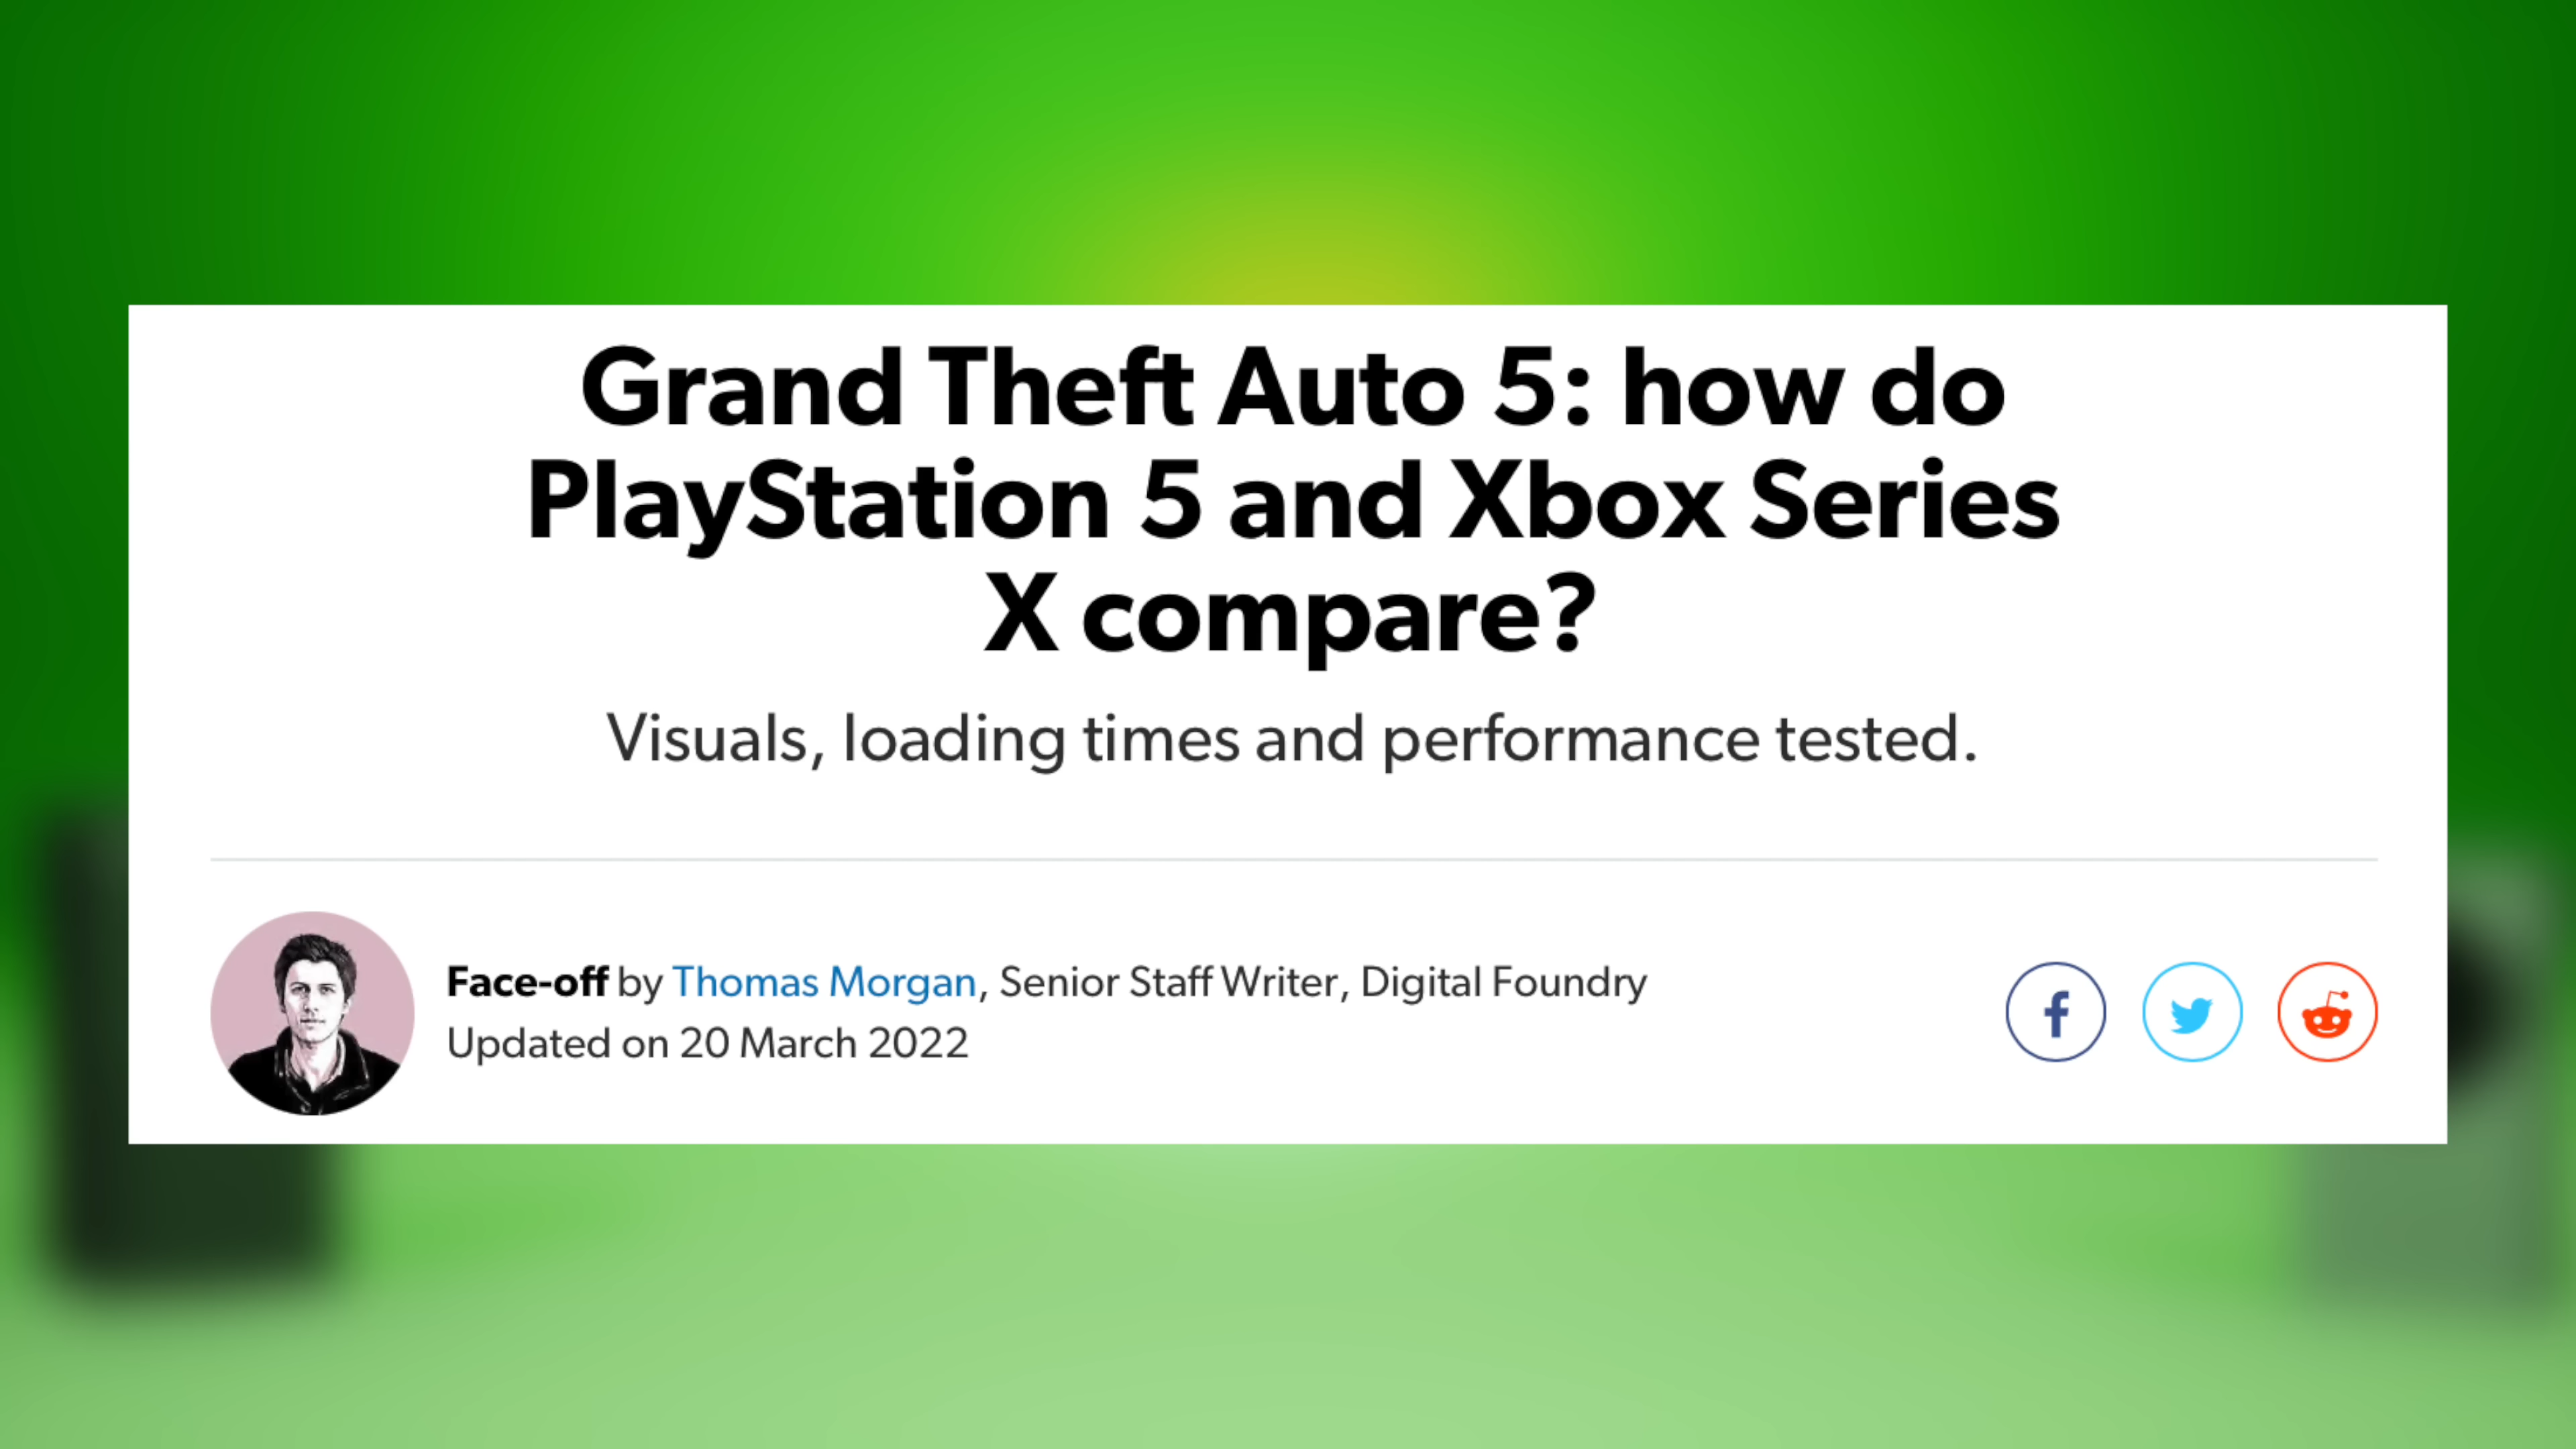 Grand Theft Auto 5: how do
PlayStation 5 and Xbox Series
X compare?
Visuals, loading times and performance tested.
Face-off by Thomas Morgan, Senior Staff Writer, Digital Foundry
Updated on 20 March 2022